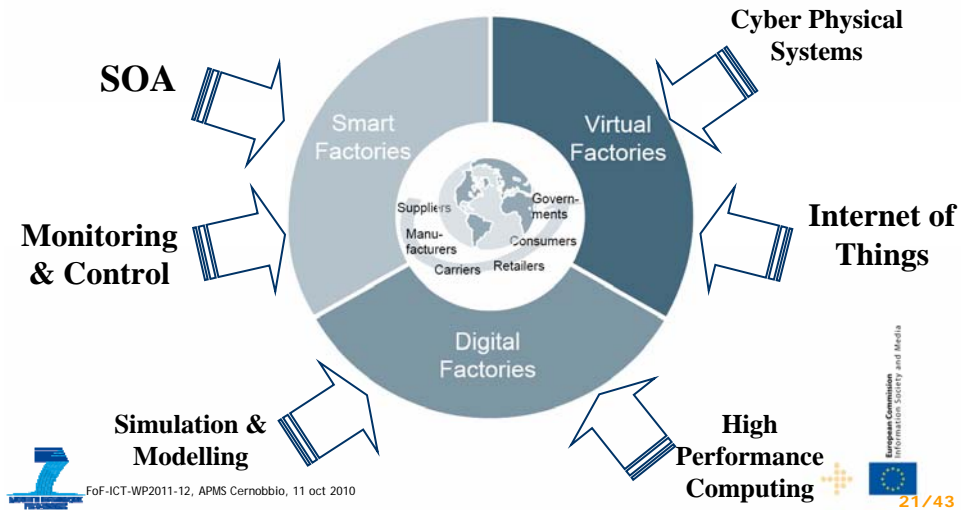 Cyber Physical
Systems
SOA
Smart
Factories
Virtual
Factories
Suppliers
Govern-
ments
Manu-
facturers
Consumers
Carriers
Retailers
Monitoring
& Control
Internet of
Things
Digital
Factories
Simulation &
Modelling
High
Performance
Computing
European Commission
Information Society and Media
FoF-ICT-WP2011-12, APMS Cernobbio, 11 oct 2010
21/43